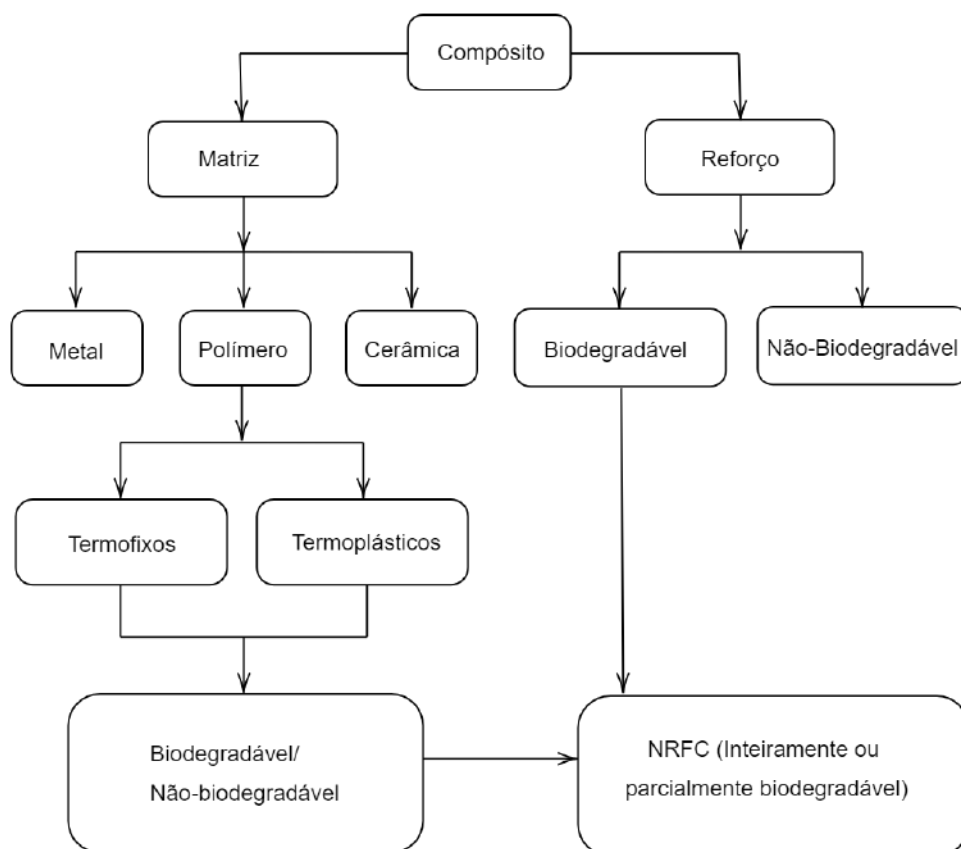 Compósito
Matriz
Reforço
Metal
Polímero
Cerâmica
Biodegradável
Não-Biodegradável
Termofixos
Termoplásticos
Biodegradável/
Não-biodegradável
NRFC (Inteiramente ou
parcialmente biodegradável)